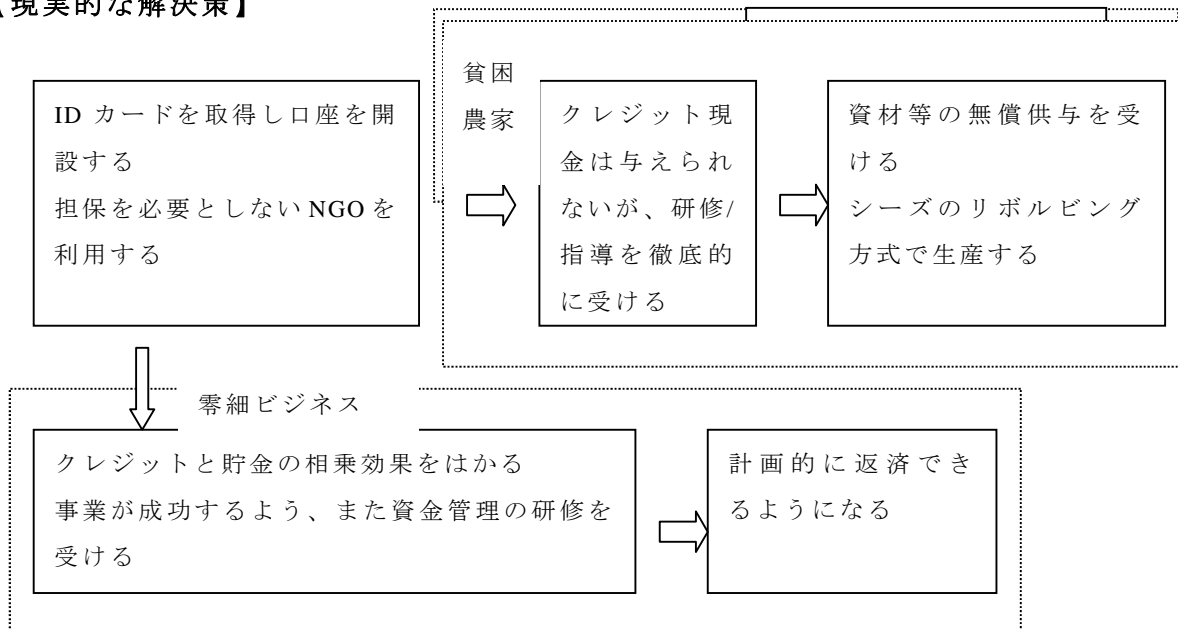 現実的な解決策】
ID カードを取得し口座を開
設する
担保を必要としない NGO を
利用する
貧困
農家
クレジット現
金は与えられ
ないが、研修/
指導を徹底的
に受ける
資材等の無償供与を受
ける
シーズのリボルビング
方式で生産する
零細ビジネス
クレジットと貯金の相乗効果をはかる
事業が成功するよう、また資金管理の研修を
受ける
計画的に返済でき
るようになる